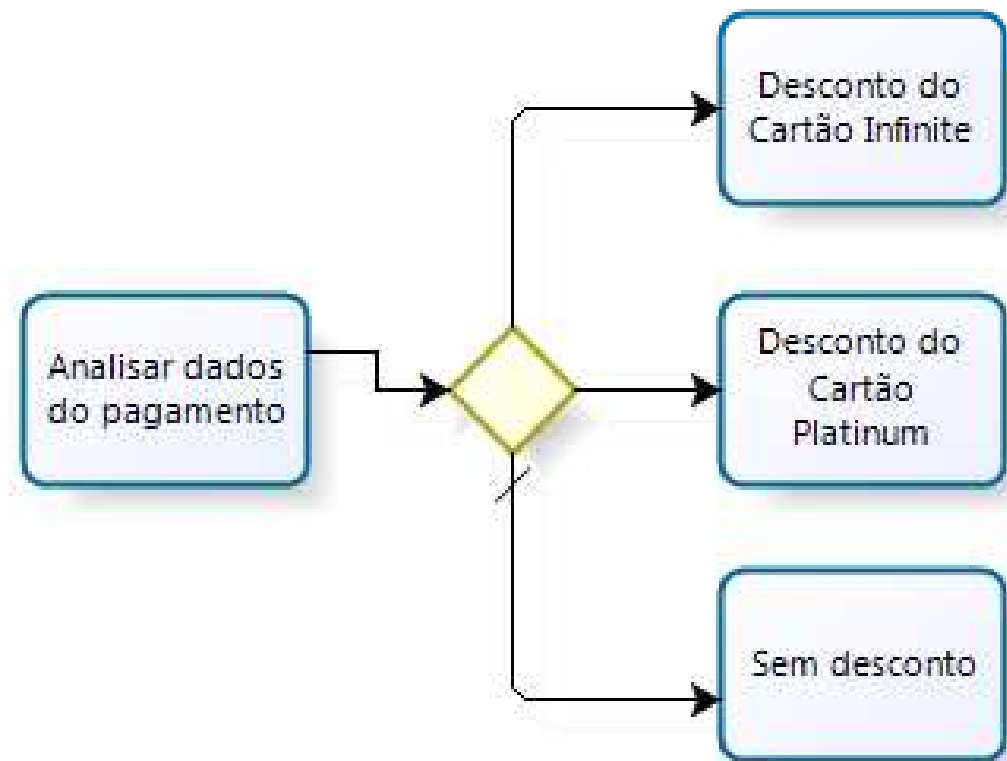 Desconto do
Cartão Infinite
Analisar dados
do pagamento
Desconto do
Cartão
Platinum
Sem desconto